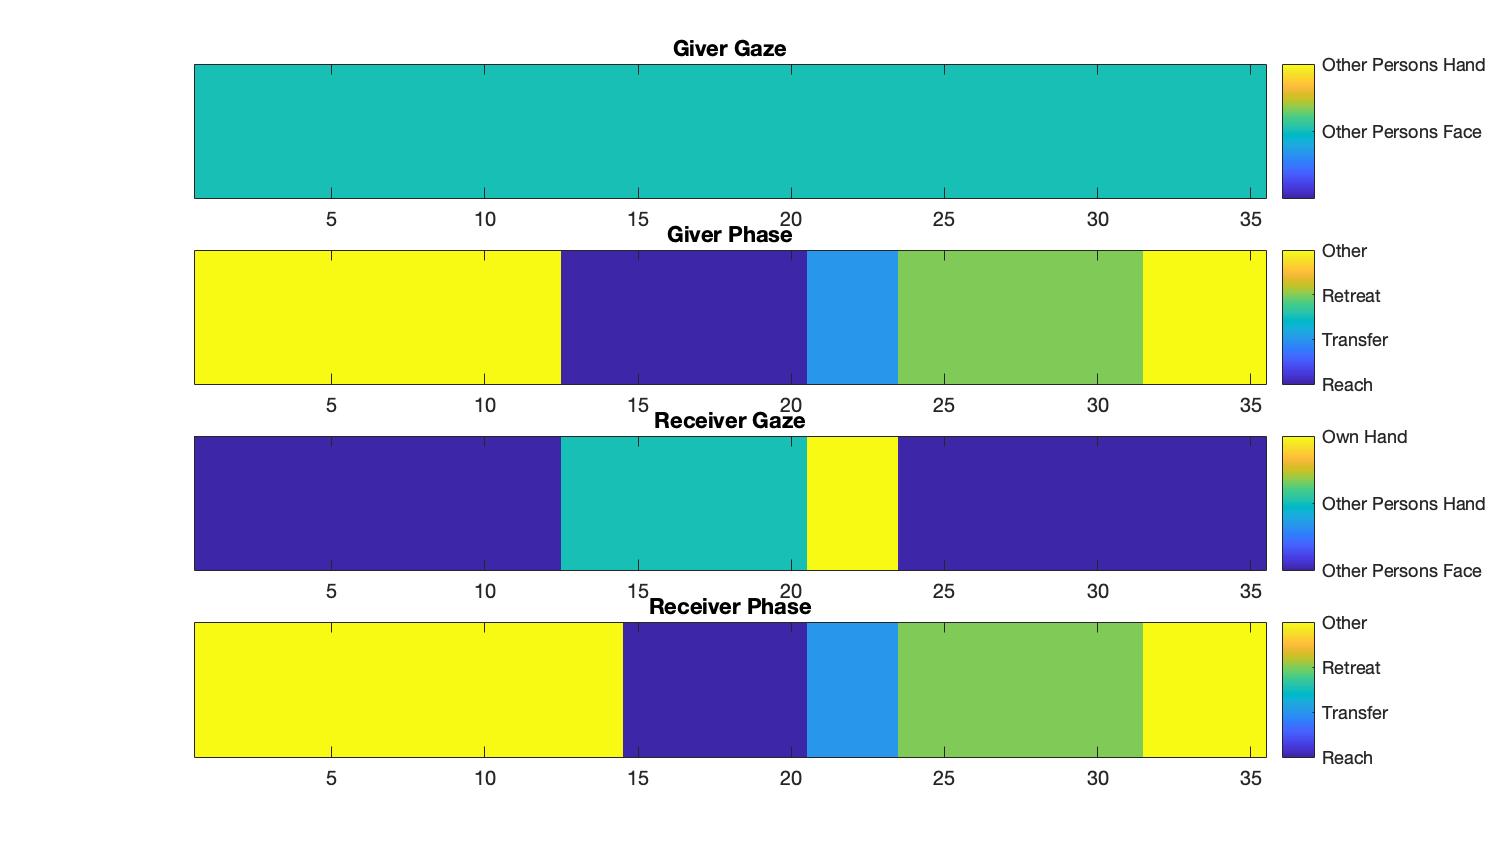 Giver Gaze
Other Persons Hand
Other Persons Face
5 10 15 20 25 30 35
Giver Phase
Other
Retreat
Transfer
Reach
5 10 15 20 25 30 35
Receiver Gaze
Own Hand
Other Persons Hand
Other Persons Face
5 10 15 20 25 30 35
Receiver Phase
Other
Retreat
Transfer
Reach
5 10 15 20 25 30 35